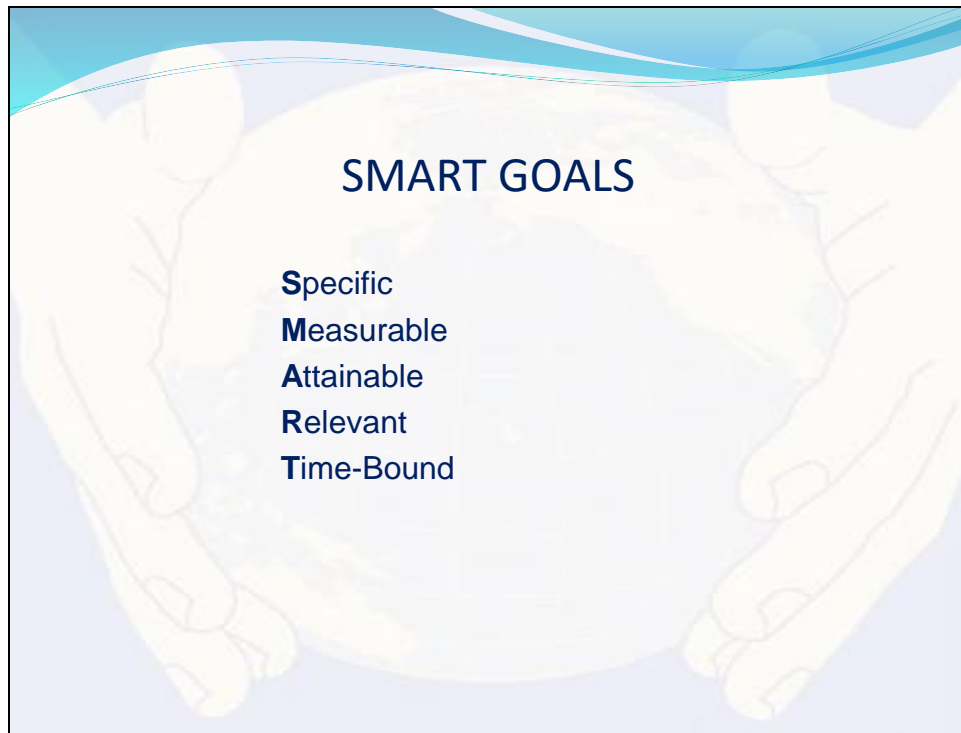 SMART GOALS
Specific
Measurable
Attainable
Relevant
Time-Bound